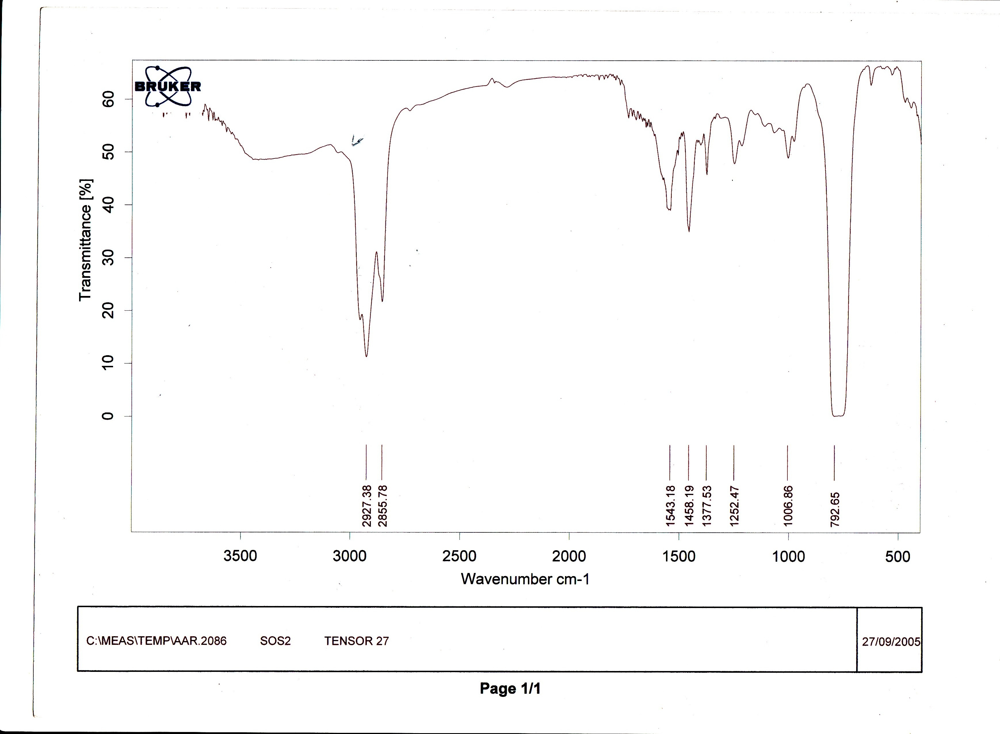 BRUKER
60
50
40
30
20
10
0
Transmittance [%]
2927.38
2855.78
1543.18
1458.19
1377.53
1252.47
1006.86
792.65
3500 3000 2500 2000 1500 1000 500
Wavenumber cm-1
C:\MEAS\TEMP\AAR.2086 SOS2 TENSOR 27 27/09/2005
Page 1/1